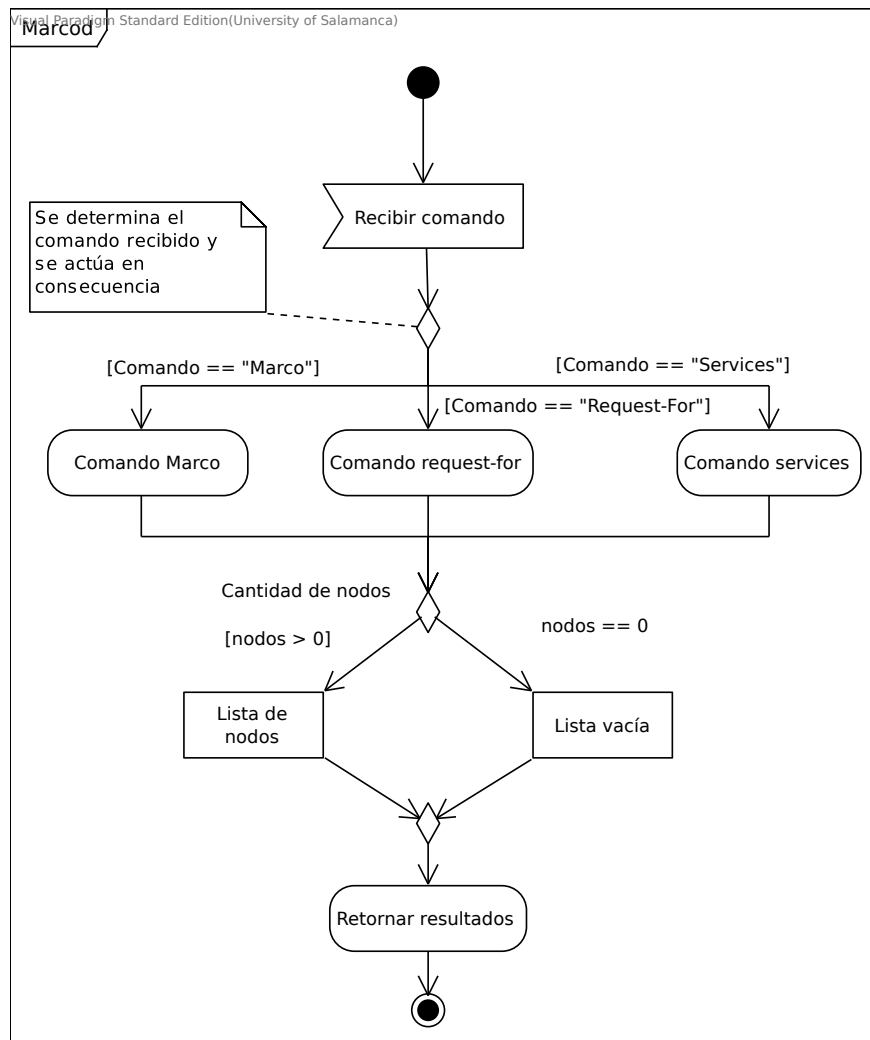 Visual Paradigm Standard Edition(University of Salamanca)
Marcod
Recibir comando
Se determina el
comando recibido y
se actúa en
consecuencia
[Comando == "Marco"]
[Comando == "Services"]
[Comando == "Request-For"]
Comando Marco
Comando request-for
Comando services
Cantidad de nodos
[nodos > 0]
nodos == 0
Lista de
nodos
Lista vacía
Retornar resultados